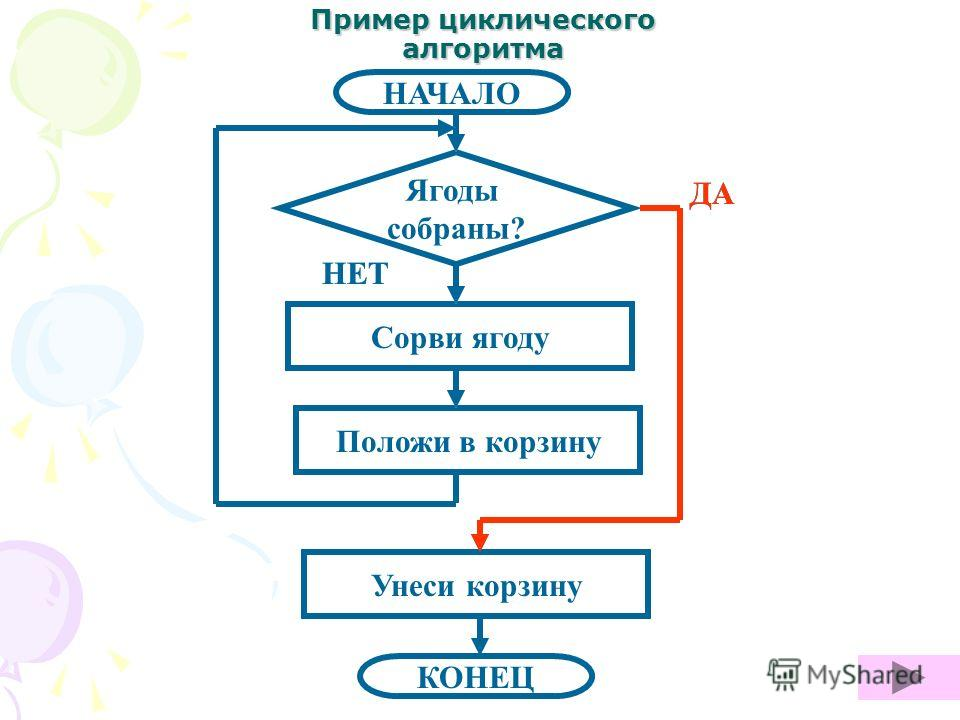 Пример циклического
алгоритма
НАЧАЛО
Ягоды
собраны?
ДА
НЕТ
Сорви ягоду
Положи в корзину
Унеси корзину
КОНЕЦ
MyShared